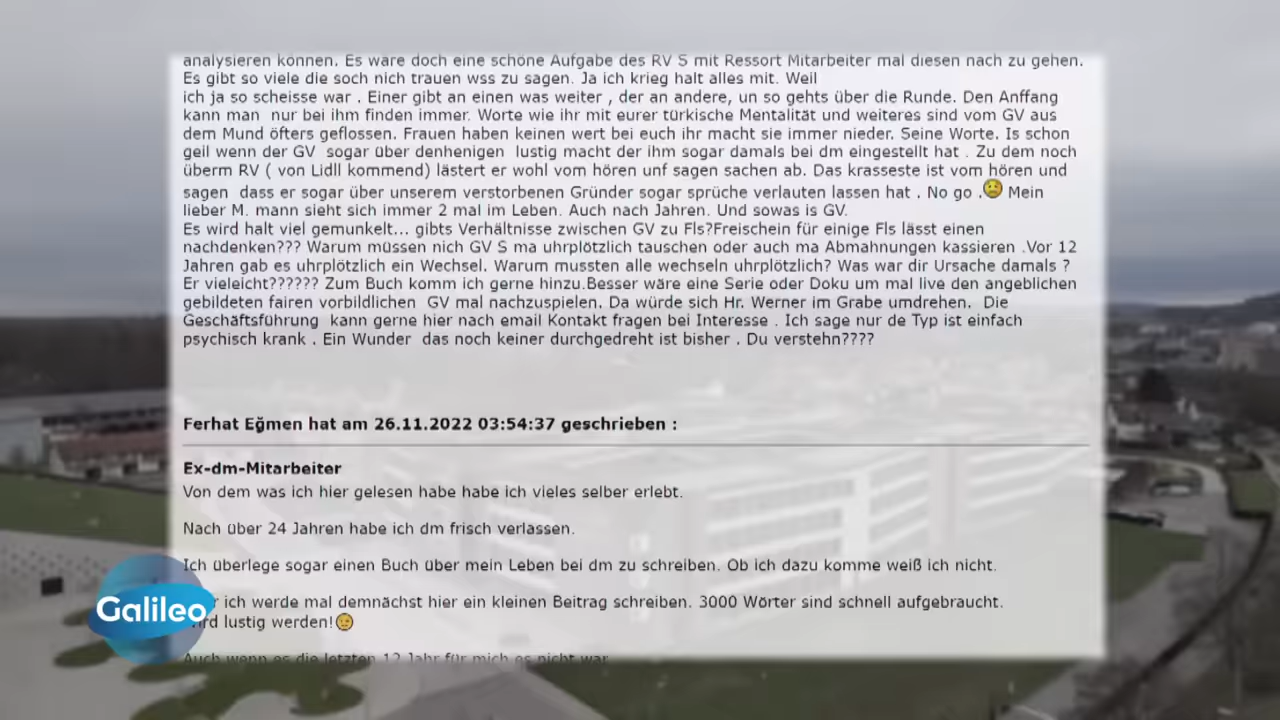 analysieren können. Es wäre doch eine schöne Aufgabe des RV S mit Ressort Mitarbeiter mal diesen nach zu gehen.
Es gibt so viele die soch nich trauen wss zu sagen. Ja ich krieg halt alles mit. Weil
ich ja so scheisse war . Einer gibt an einen was weiter , der an andere, un so gehts über die Runde. Den Anffang
kann man nur bei ihm finden immer. Worte wie ihr mit eurer türkische Mentalität und weiteres sind vom GV aus
dem Mund öfters geflossen. Frauen haben keinen wert bei euch ihr macht sie immer nieder. Seine Worte. Is schon
geil wenn der GV sogar über denhenigen lustig macht der ihm sogar damals bei dm eingestellt hat . Zu dem noch
überm RV ( von Lidll kommend) lästert er wohl vom hören unf sagen sachen ab. Das krasseste ist vom hören und
sagen dass er sogar über unserem verstorbenen Gründer sogar sprüche verlauten lassen hat . No go . Mein
lieber M. mann sieht sich immer 2 mal im Leben. Auch nach Jahren. Und sowas is GV.
Es wird halt viel gemunkelt... gibts Verhältnisse zwischen GV zu Fls?Freischein für einige Fls lässt einen
nachdenken??? Warum müssen nich GV S ma uhrplötzlich tauschen oder auch ma Abmahnungen kassieren .Vor 12
Jahren gab es uhrplötzlich ein Wechsel. Warum mussten alle wechseln uhrplötzlich? Was war dir Ursache damals ?
Er vieleicht?????? Zum Buch komm ich gerne hinzu.Besser wäre eine Serie oder Doku um mal live den angeblichen
gebildeten fairen vorbildlichen GV mal nachzuspielen. Da würde sich Hr. Werner im Grabe umdrehen. Die
Geschäftsführung kann gerne hier nach email Kontakt fragen bei Interesse . Ich sage nur de Typ ist einfach
psychisch krank . Ein Wunder das noch keiner durchgedreht ist bisher . Du verstehn????
Ferhat Eğmen hat am 26.11.2022 03:54:37 geschrieben :
Ex-dm-Mitarbeiter
Von dem was ich hier gelesen habe habe ich vieles selber erlebt.
Nach über 24 Jahren habe ich dm frisch verlassen.
Ich überlege sogar einen Buch über mein Leben bei dm zu schreiben. Ob ich dazu komme weiß ich nicht.
ich werde mal demnächst hier ein kleinen Beitrag schreiben. 3000 Wörter sind schnell aufgebraucht.
lustig werden!
Auch wenn es die letzten 12 Jahr für mich es nicht war
Galileo